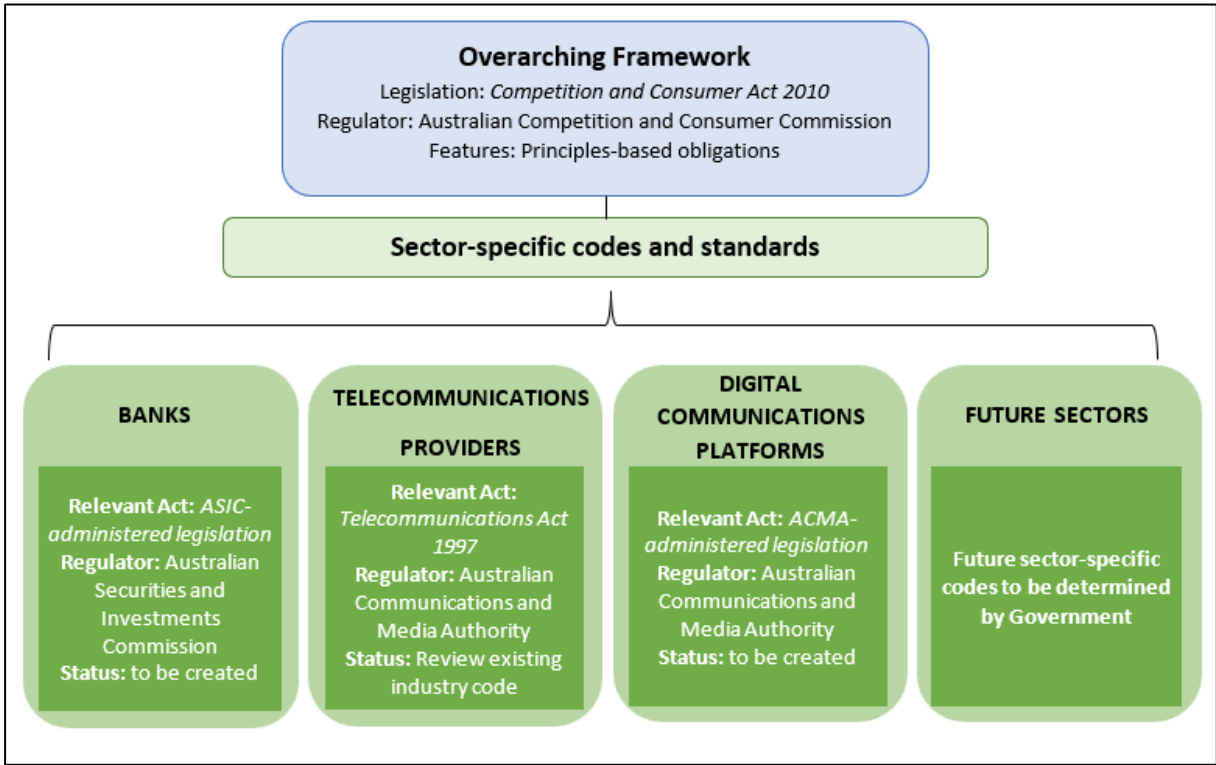 Overarching Framework
Legislation: Competition and Consumer Act 2010
Regulator: Australian Competition and Consumer Commission
Features: Principles-based obligations
Sector-specific codes and standards
BANKS
Relevant Act: ASIC-
administered legislation
Regulator: Australian
Securities and
Investments
Commission
Status: to be created
TELECOMMUNICATIONS
PROVIDERS
Relevant Act:
Telecommunications Act
1997
Regulator: Australian
Communications and
Media Authority
Status: Review existing
industry code
DIGITAL
COMMUNICATIONS
PLATFORMS
Relevant Act: ACMA-
administered legislation
Regulator: Australian
Communications and
Media Authority
Status: to be created
FUTURE SECTORS
Future sector-specific
codes to be determined
by Government